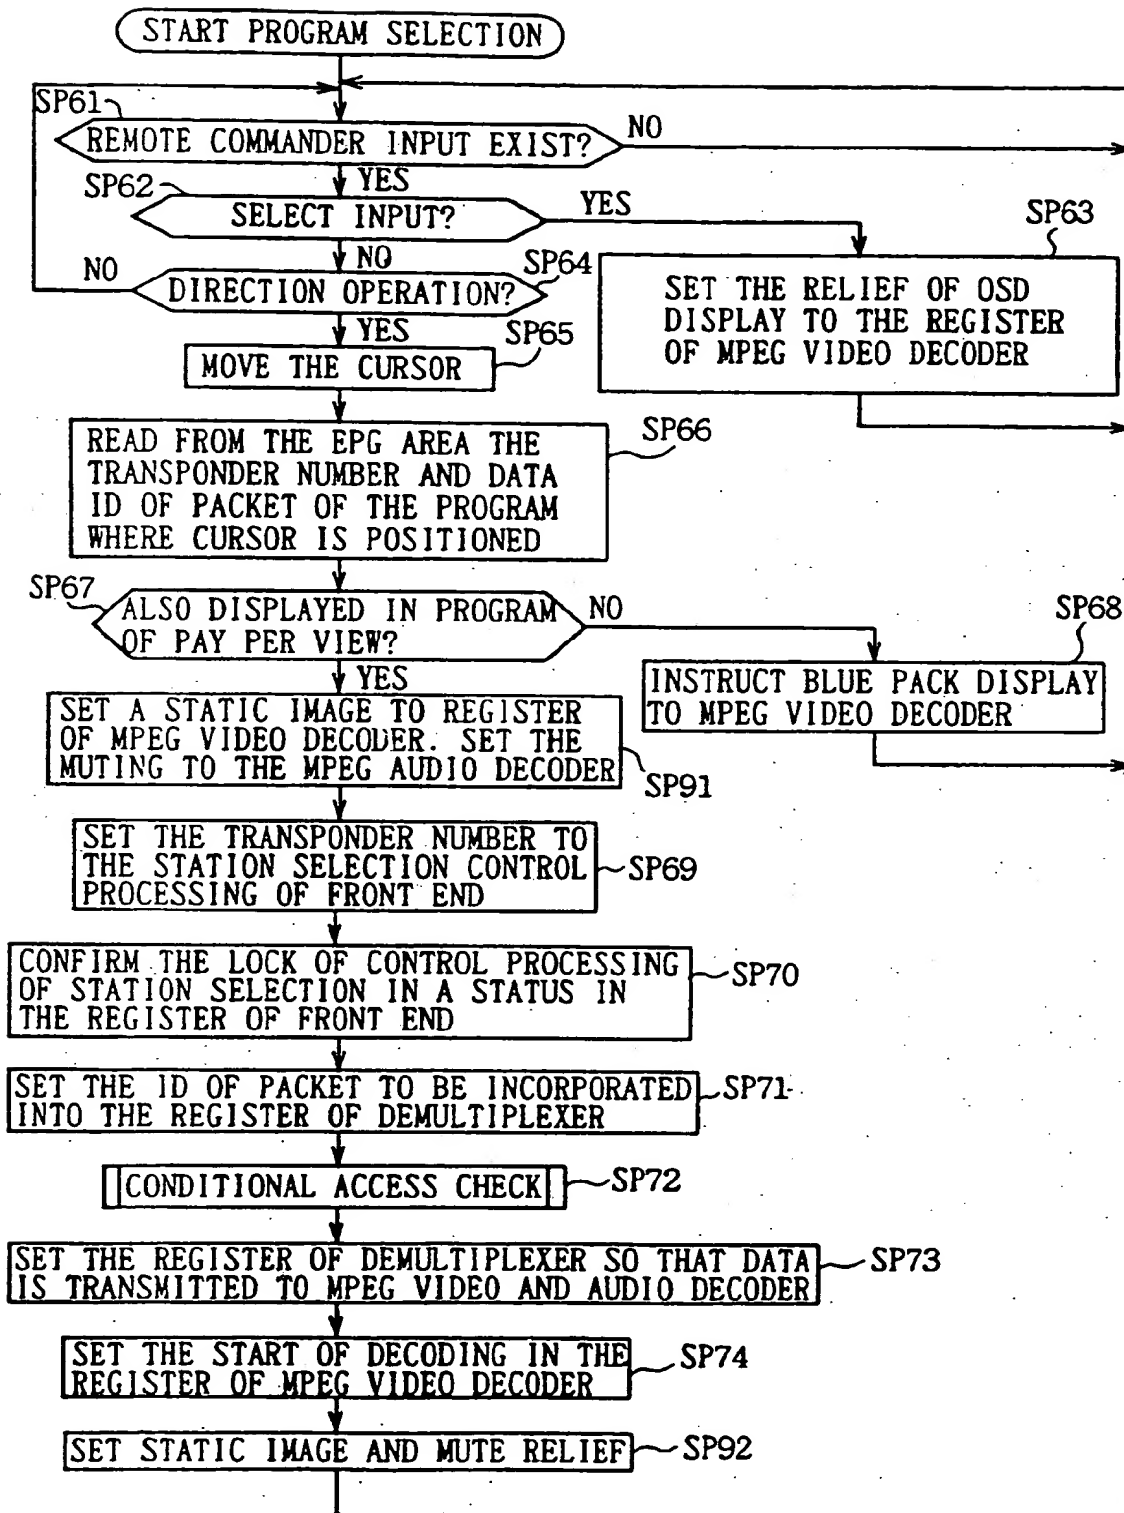 START PROGRAM SELECTION
SP61
REMOTE COMMANDER INPUT EXIST?
NO
YES
SP62
SELECT INPUT?
YES
SP63
SET THE RELIEF OF OSD
DISPLAY TO THE REGISTER
OF MPEG VIDEO DECODER
NO
NO
SP64
DIRECTION OPERATION?
YES
SP65
MOVE THE CURSOR
SP66
READ FROM THE EPG AREA THE
TRANSPONDER NUMBER AND DATA
ID OF PACKET OF THE PROGRAM
WHERE CURSOR IS POSITIONED
SP67
ALSO DISPLAYED IN PROGRAM
OF PAY PER VIEW?
NO
SP68
INSTRUCT BLUE PACK DISPLAY
TO MPEG VIDEO DECODER
YES
SET A STATIC IMAGE TO REGISTER
OF MPEG VIDEO DECODER. SET THE
MUTING TO THE MPEG AUDIO DECODER
SP91
SET THE TRANSPONDER NUMBER TO
THE STATION SELECTION CONTROL
PROCESSING OF FRONT END
SP69
CONFIRM THE LOCK OF CONTROL PROCESSING
OF STATION SELECTION IN A STATUS IN
THE REGISTER OF FRONT END
SP70
SET THE ID OF PACKET TO BE INCORPORATED
INTO THE REGISTER OF DEMULTIPLEXER
SP71
CONDITIONAL ACCESS CHECK
SP72
SET THE REGISTER OF DEMULTIPLEXER SO THAT DATA
IS TRANSMITTED TO MPEG VIDEO AND AUDIO DECODER
SP73
SET THE START OF DECODING IN THE
REGISTER OF MPEG VIDEO DECODER
SP74
SET STATIC IMAGE AND MUTE RELIEF
SP92